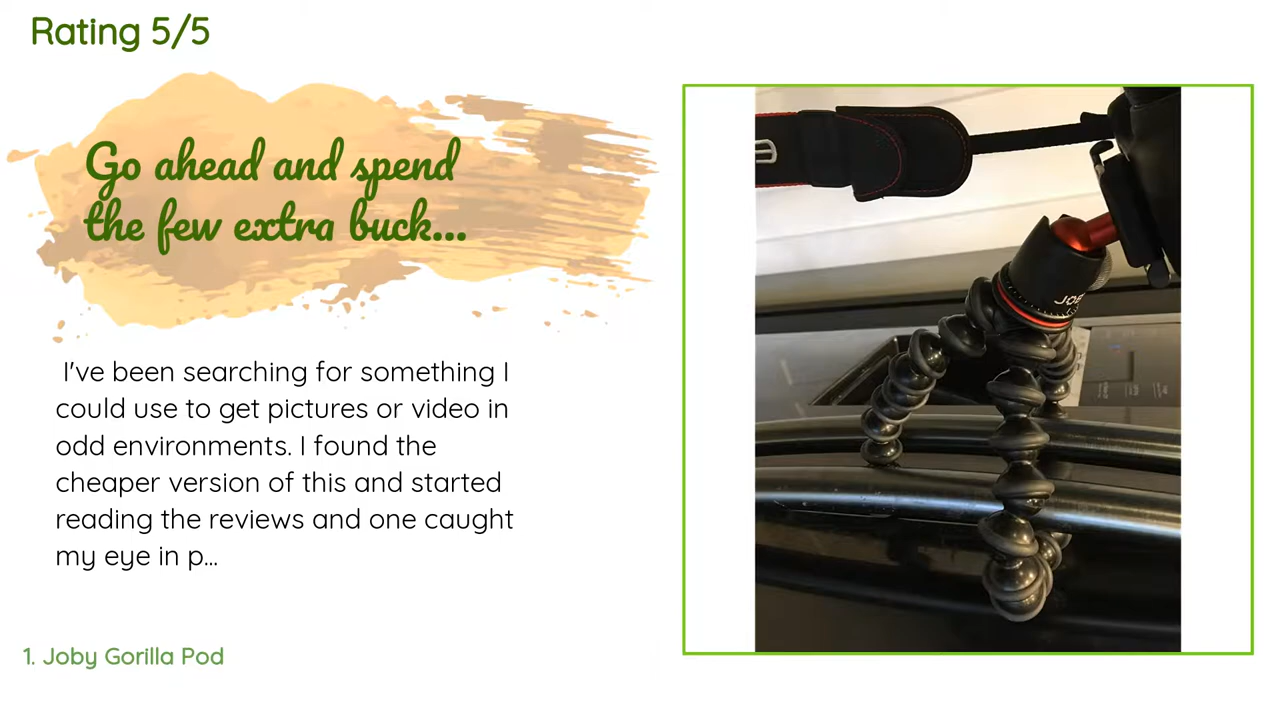 Rating 5/5
Go ahead and spend
the few extra buck...
I've been searching for something I
could use to get pictures or video in
odd environments. I found the
cheaper version of this and started
reading the reviews and one caught
my eye in p...
1. Joby Gorilla Pod